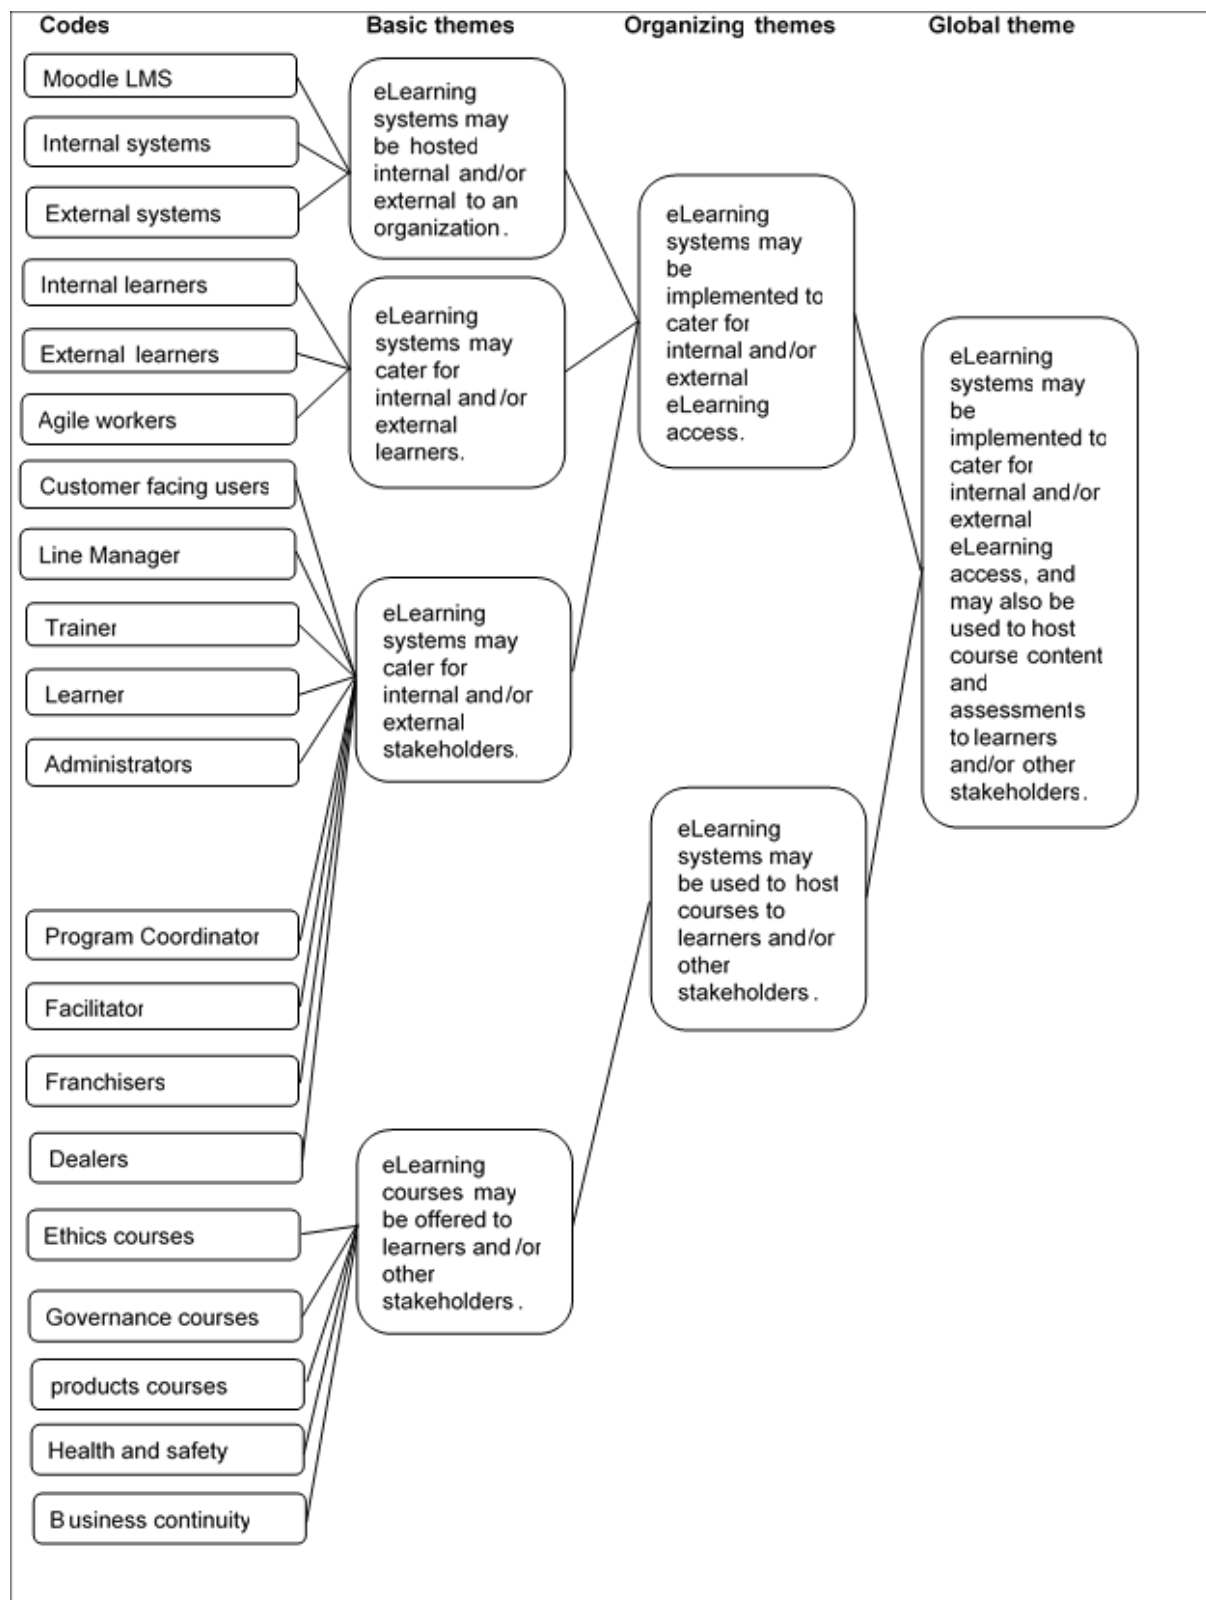 Codes
Basic themes
Organizing themes
Global theme
Moodle LMS
Internal systems
External systems
Internal learners
External learners
Agile workers
Customer facing users
Line Manager
Trainer
Learner
Administrators
Program Coordinator
Facilitator
Franchisers
Dealers
Ethics courses
Governance courses
products courses
Health and safety
Business continuity
eLearning
systems may
be hosted
internal and/or
external to an
organization.
eLearning
systems may
cater for
internal and/or
external
learners.
eLearning
systems may
cater for
internal and/or
external
stakeholders.
eLearning
courses may
be offered to
learners and/or
other
stakeholders.
eLearning
systems may
be
implemented to
cater for
internal and/or
external
eLearning
access.
eLearning
systems may
be used to host
courses to
learners and/or
other
stakeholders.
eLearning
systems may
be
implemented to
cater for
internal and/or
external
eLearning
access, and
may also be
used to host
course content
and
assessments
to learners
and/or other
stakeholders.